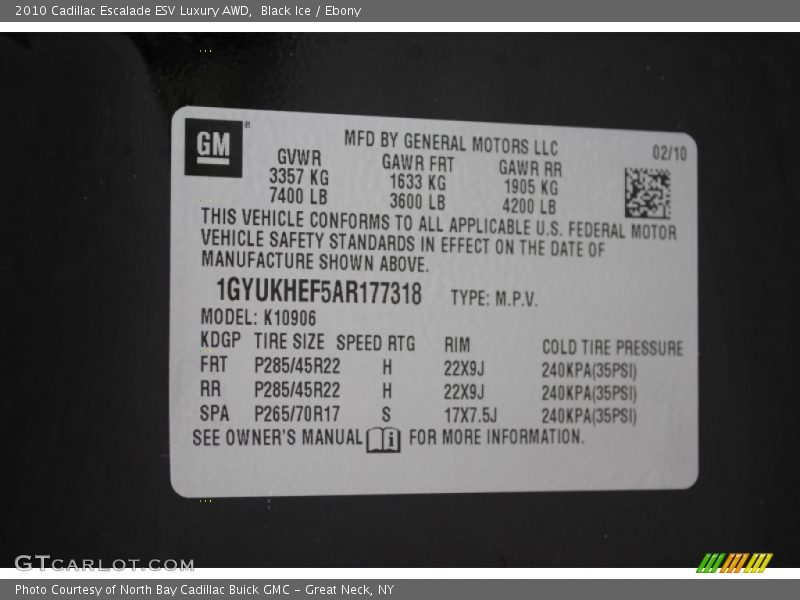 2010 Cadillac Escalade ESV Luxury AWD, Black Ice / Ebony
GM
MFD BY GENERAL MOTORS LLC
02/10
GVWR GAWR FRT GAWR RR
3357 KG 1633 KG 1905 KG
7400 LB 3600 LB 4200 LB
THIS VEHICLE CONFORMS TO ALL APPLICABLE U.S. FEDERAL MOTOR
VEHICLE SAFETY STANDARDS IN EFFECT ON THE DATE OF
MANUFACTURE SHOWN ABOVE.
1GYUKHEF5AR177318 TYPE: M.P.V.
MODEL: K10906
KDGP TIRE SIZE SPEED RTG RIM COLD TIRE PRESSURE
FRT P285/45R22 H 22X9J 240KPA(35PSI)
RR P285/45R22 H 22X9J 240KPA(35PSI)
SPA P265/70R17 S 17X7.5J 240KPA(35PSI)
SEE OWNER'S MANUAL FOR MORE INFORMATION.
GTCARLOT.COM
Photo Courtesy of North Bay Cadillac Buick GMC - Great Neck, NY